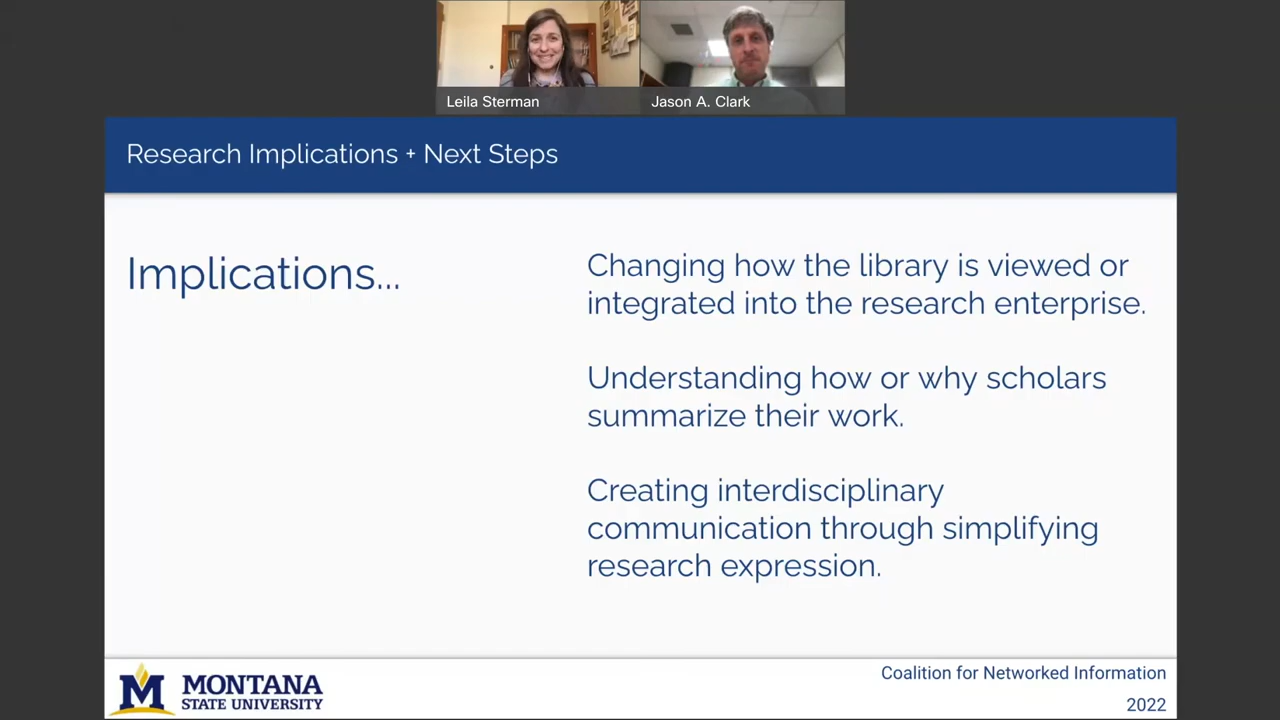 Leila Sterman
Jason A. Clark
Research Implications + Next Steps
Implications...
Changing how the library is viewed or
integrated into the research enterprise.
Understanding how or why scholars
summarize their work.
Creating interdisciplinary
communication through simplifying
research expression.
M
MONTANA
STATE UNIVERSITY
Coalition for Networked Information
2022